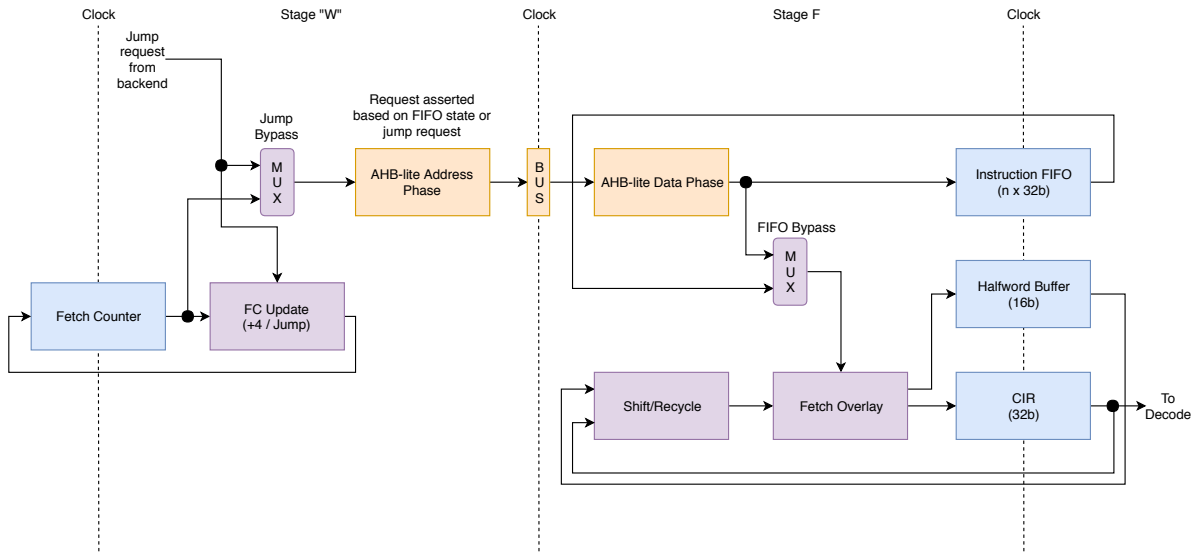 Clock
Stage "W"
Clock
Stage F
Clock
Jump
request
from
backend
Jump
Bypass
Request asserted
based on FIFO state or
jump request
M
U
X
AHB-lite Address
Phase
B
U
S
AHB-lite Data Phase
Instruction FIFO
(n x 32b)
FIFO Bypass
M
U
X
Halfword Buffer
(16b)
Fetch Counter
FC Update
(+4 / Jump)
Shift/Recycle
Fetch Overlay
CIR
(32b)
To
Decode